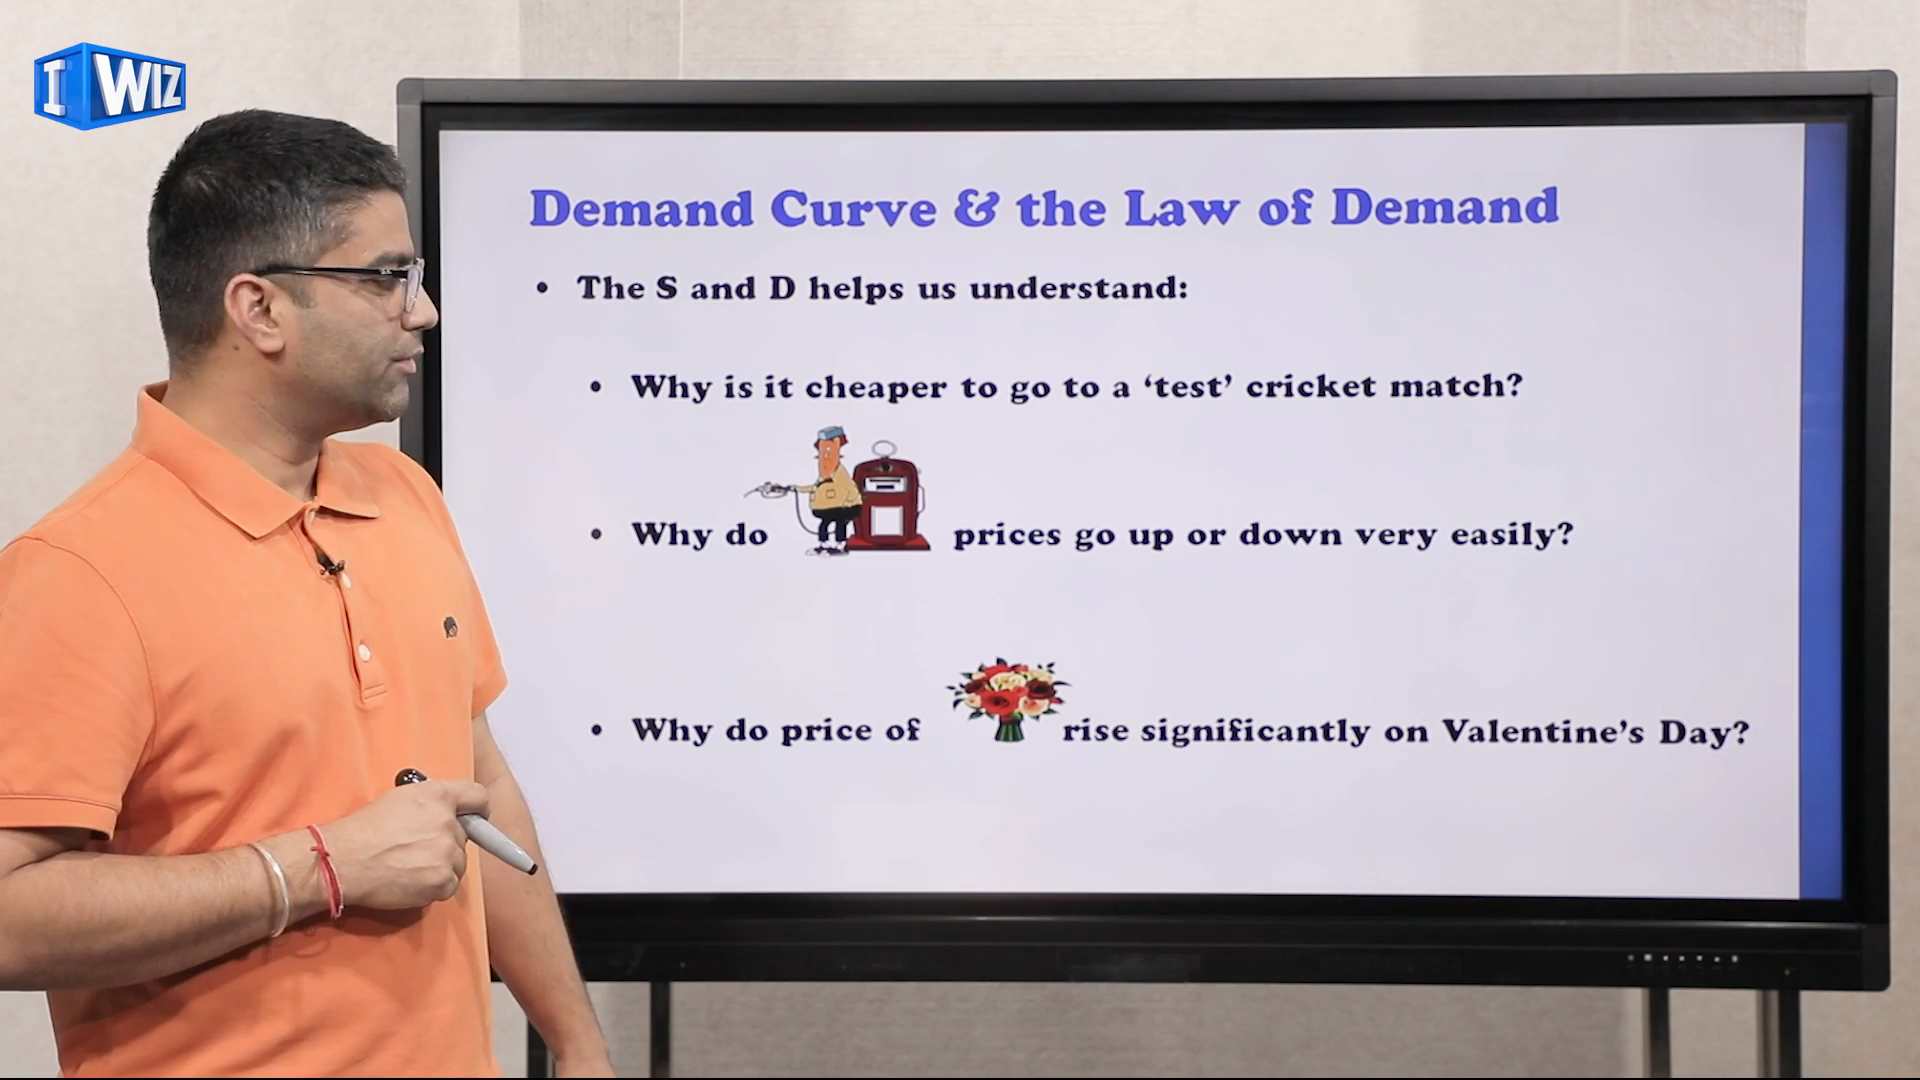 I WIZ
Demand Curve & the Law of Demand
• The S and D helps us understand:
• Why is it cheaper to go to a ‘test’ cricket match?
• Why do prices go up or down very easily?
• Why do price of rise significantly on Valentine’s Day?